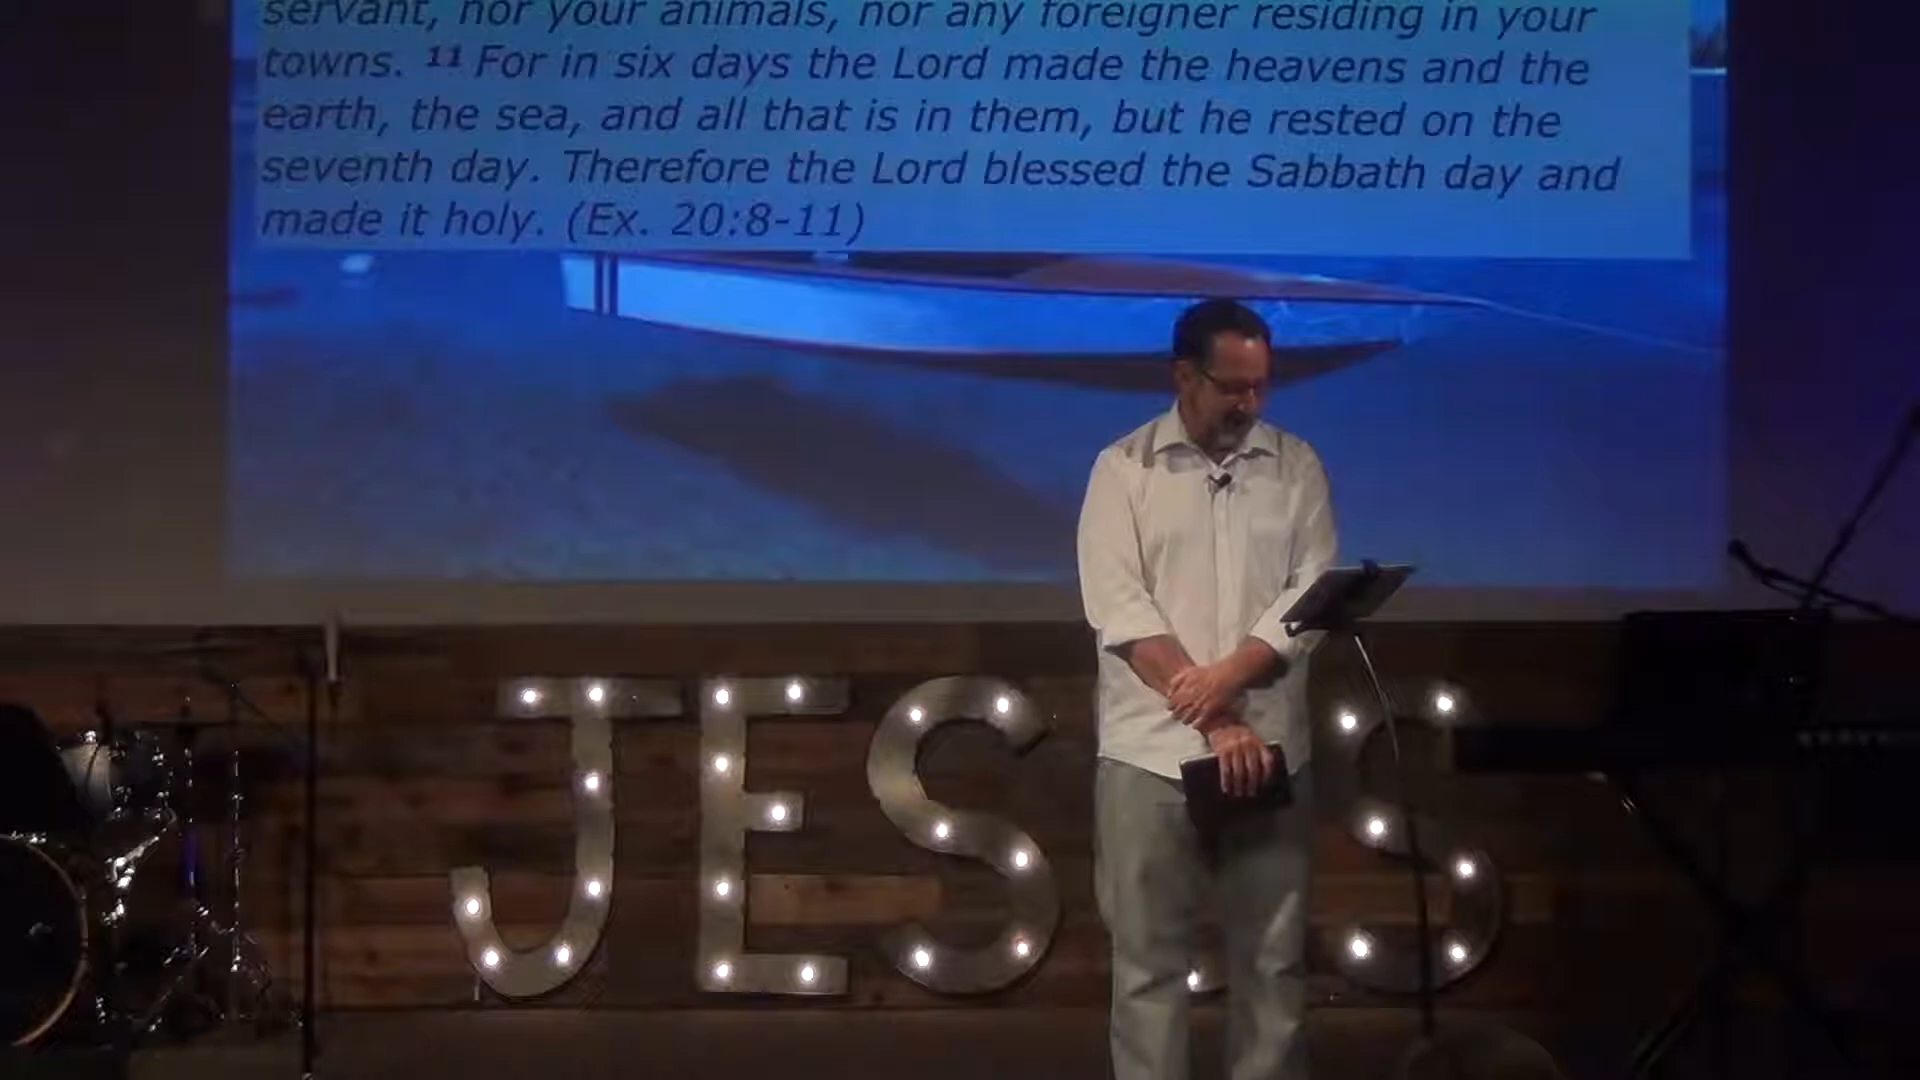 servant, nor your animals, nor any foreigner residing in your
towns. ¹¹ For in six days the Lord made the heavens and the
earth, the sea, and all that is in them, but he rested on the
seventh day. Therefore the Lord blessed the Sabbath day and
made it holy. (Ex. 20:8-11)
JES S